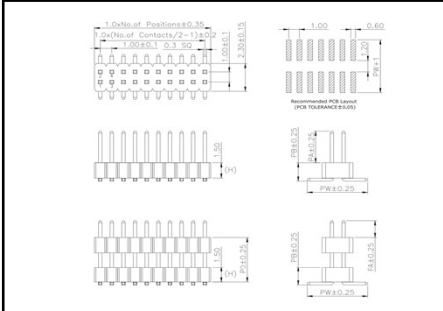 1.0xNo.of Positions±0.35
1.0x(No.of Contacts/2-1)±0.2
1.00±0.1 0.3 SQ
1.00±0.1
2.30±0.15
1.00
0.60
1.20
PW+1
Recommended PCB Layout
(PCB TOLERANCE±0.05)
1.50
(H)
PB±0.25
PA±0.25
PW±0.25
1.50
(H)
PD±0.25
PB±0.25
PA±0.25
PW±0.25